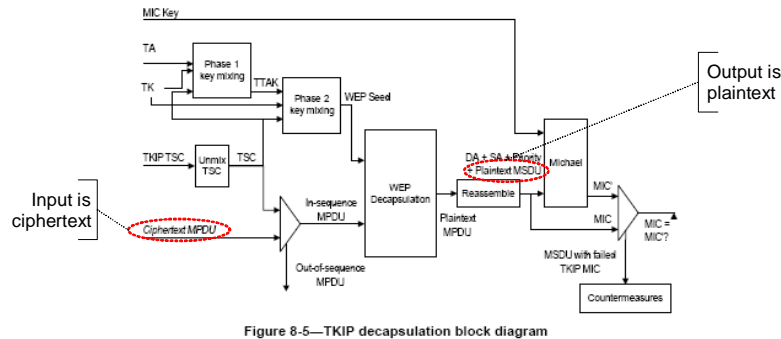 MIC Key
TA
TK
Phase 1
key mixing
TTAK
Phase 2
key mixing
WEP Seed
Output is
plaintext
TKIP TSC
Unmix
TSC
TSC
DA + SA + Priority
+ Plaintext MSDU
Michael
Input is
ciphertext
Ciphertext MPDU
In-sequence
MPDU
WEP
Decapsulation
Reassemble
Plaintext
MPDU
MIC'
MIC
MIC =
MIC'?
Out-of-sequence
MPDU
MSDU with failed
TKIP MIC
Countermeasures
Figure 8-5—TKIP decapsulation block diagram